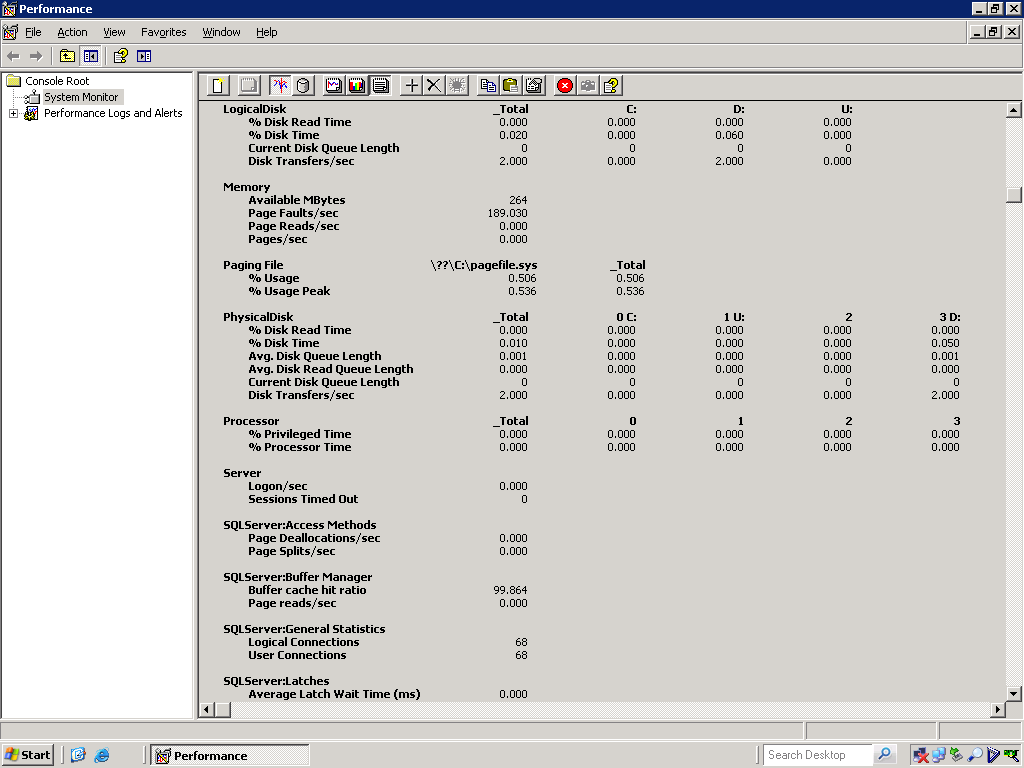 Performance
File Action View Favorites Window Help
Console Root
System Monitor
Performance Logs and Alerts
LogicalDisk _Total C: D: U:
% Disk Read Time 0.000 0.000 0.000 0.000
% Disk Time 0.020 0.000 0.060 0.000
Current Disk Queue Length 0 0 0 0
Disk Transfers/sec 2.000 0.000 2.000 0.000
Memory
Available MBytes 264
Page Faults/sec 189.030
Page Reads/sec 0.000
Pages/sec 0.000
Paging File \??\C:\pagefile.sys _Total
% Usage 0.506 0.506
% Usage Peak 0.536 0.536
PhysicalDisk _Total 0 C: 1 U: 2 3 D:
% Disk Read Time 0.000 0.000 0.000 0.000 0.000
% Disk Time 0.010 0.000 0.000 0.000 0.050
Avg. Disk Queue Length 0.001 0.000 0.000 0.000 0.001
Avg. Disk Read Queue Length 0.000 0.000 0.000 0.000 0.000
Current Disk Queue Length 0 0 0 0 0
Disk Transfers/sec 2.000 0.000 0.000 0.000 2.000
Processor _Total 0 1 2 3
% Privileged Time 0.000 0.000 0.000 0.000 0.000
% Processor Time 0.000 0.000 0.000 0.000 0.000
Server
Logon/sec 0.000
Sessions Timed Out 0
SQLServer:Access Methods
Page Deallocations/sec 0.000
Page Splits/sec 0.000
SQLServer:Buffer Manager
Buffer cache hit ratio 99.864
Page reads/sec 0.000
SQLServer:General Statistics
Logical Connections 68
User Connections 68
SQLServer:Latches
Average Latch Wait Time (ms) 0.000
Start Performance Search Desktop